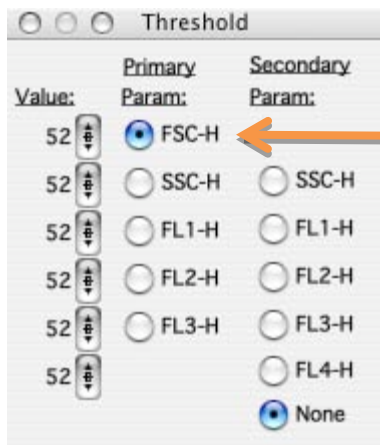 Threshold
Primary Secondary
Value: Param: Param:
52 FSC-H
52 SSC-H SSC-H
52 FL1-H FL1-H
52 FL2-H FL2-H
52 FL3-H FL3-H
52 FL4-H
None